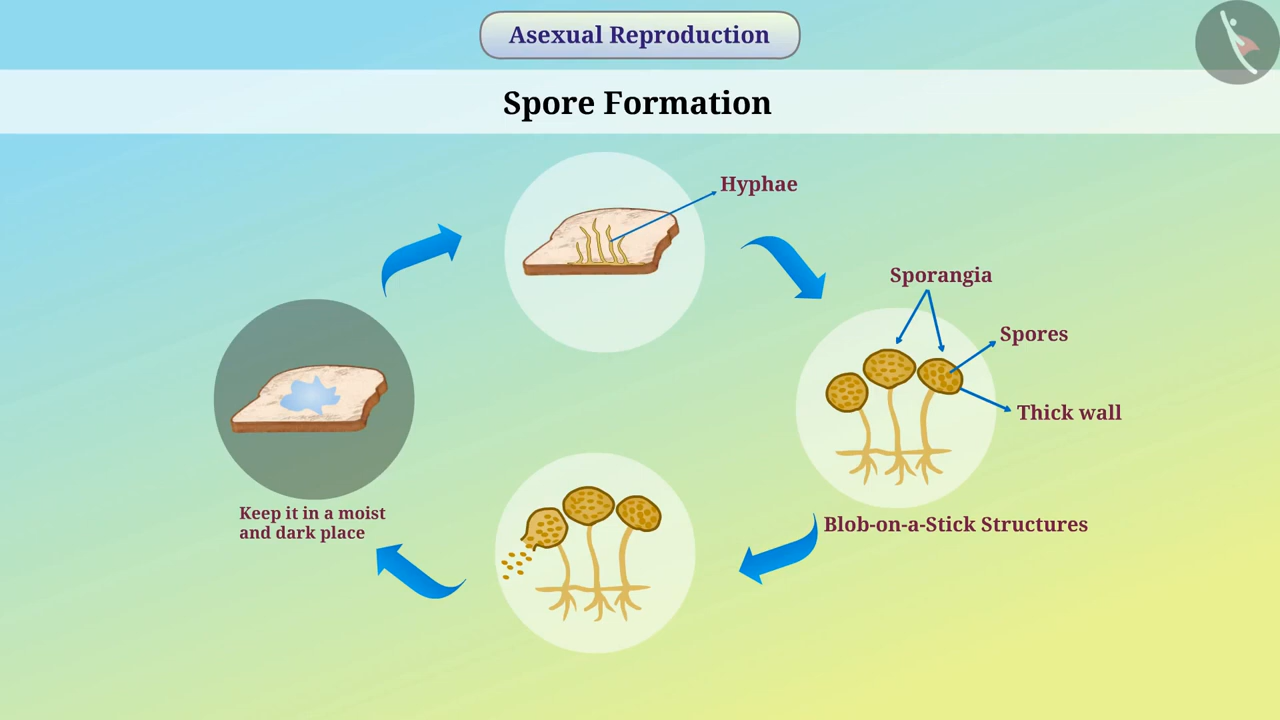 Asexual Reproduction
Spore Formation
Hyphae
Sporangia
Spores
Thick wall
Blob-on-a-Stick Structures
Keep it in a moist
and dark place